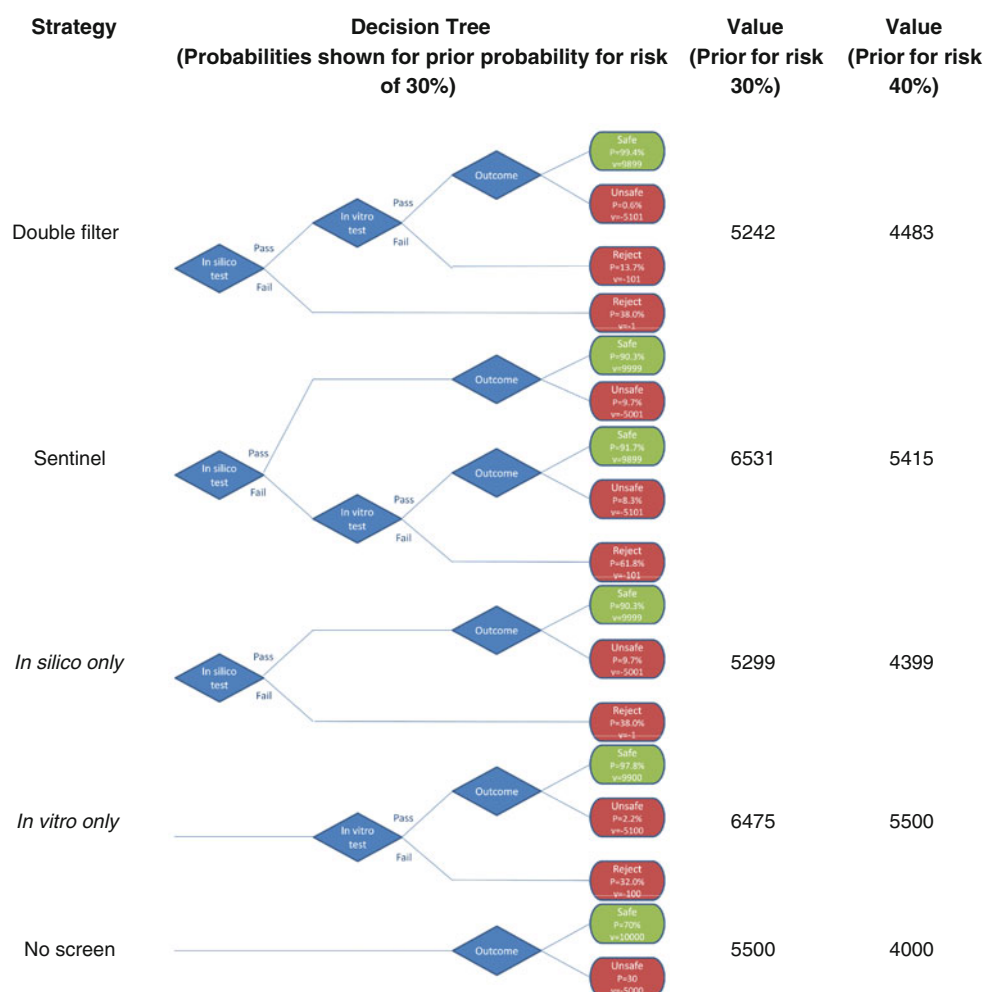 Strategy
Decision Tree
(Probabilities shown for prior probability for risk
of 30%)
Value
(Prior for risk
30%)
Value
(Prior for risk
40%)
Double filter
In silico
test
Pass
Fail
In vitro
test
Pass
Fail
Outcome
Safe
P=99.4%
v=9899
Unsafe
P=0.6%
v=-5101
Reject
P=13.7%
v=-101
Reject
P=38.0%
v=-1
5242
4483
Sentinel
In silico
test
Pass
Fail
Outcome
Safe
P=90.3%
v=9999
Unsafe
P=9.7%
v=-5001
In vitro
test
Pass
Fail
Outcome
Safe
P=91.7%
v=9899
Unsafe
P=8.3%
v=-5101
Reject
P=61.8%
v=-101
6531
5415
In silico only
In silico
test
Pass
Fail
Outcome
Safe
P=90.3%
v=9999
Unsafe
P=9.7%
v=-5001
Reject
P=38.0%
v=-1
5299
4399
In vitro only
In vitro
test
Pass
Fail
Outcome
Safe
P=97.8%
v=9900
Unsafe
P=2.2%
v=-5100
Reject
P=32.0%
v=-100
6475
5500
No screen
Outcome
Safe
P=70%
v=10000
Unsafe
P=30
v=-5000
5500
4000